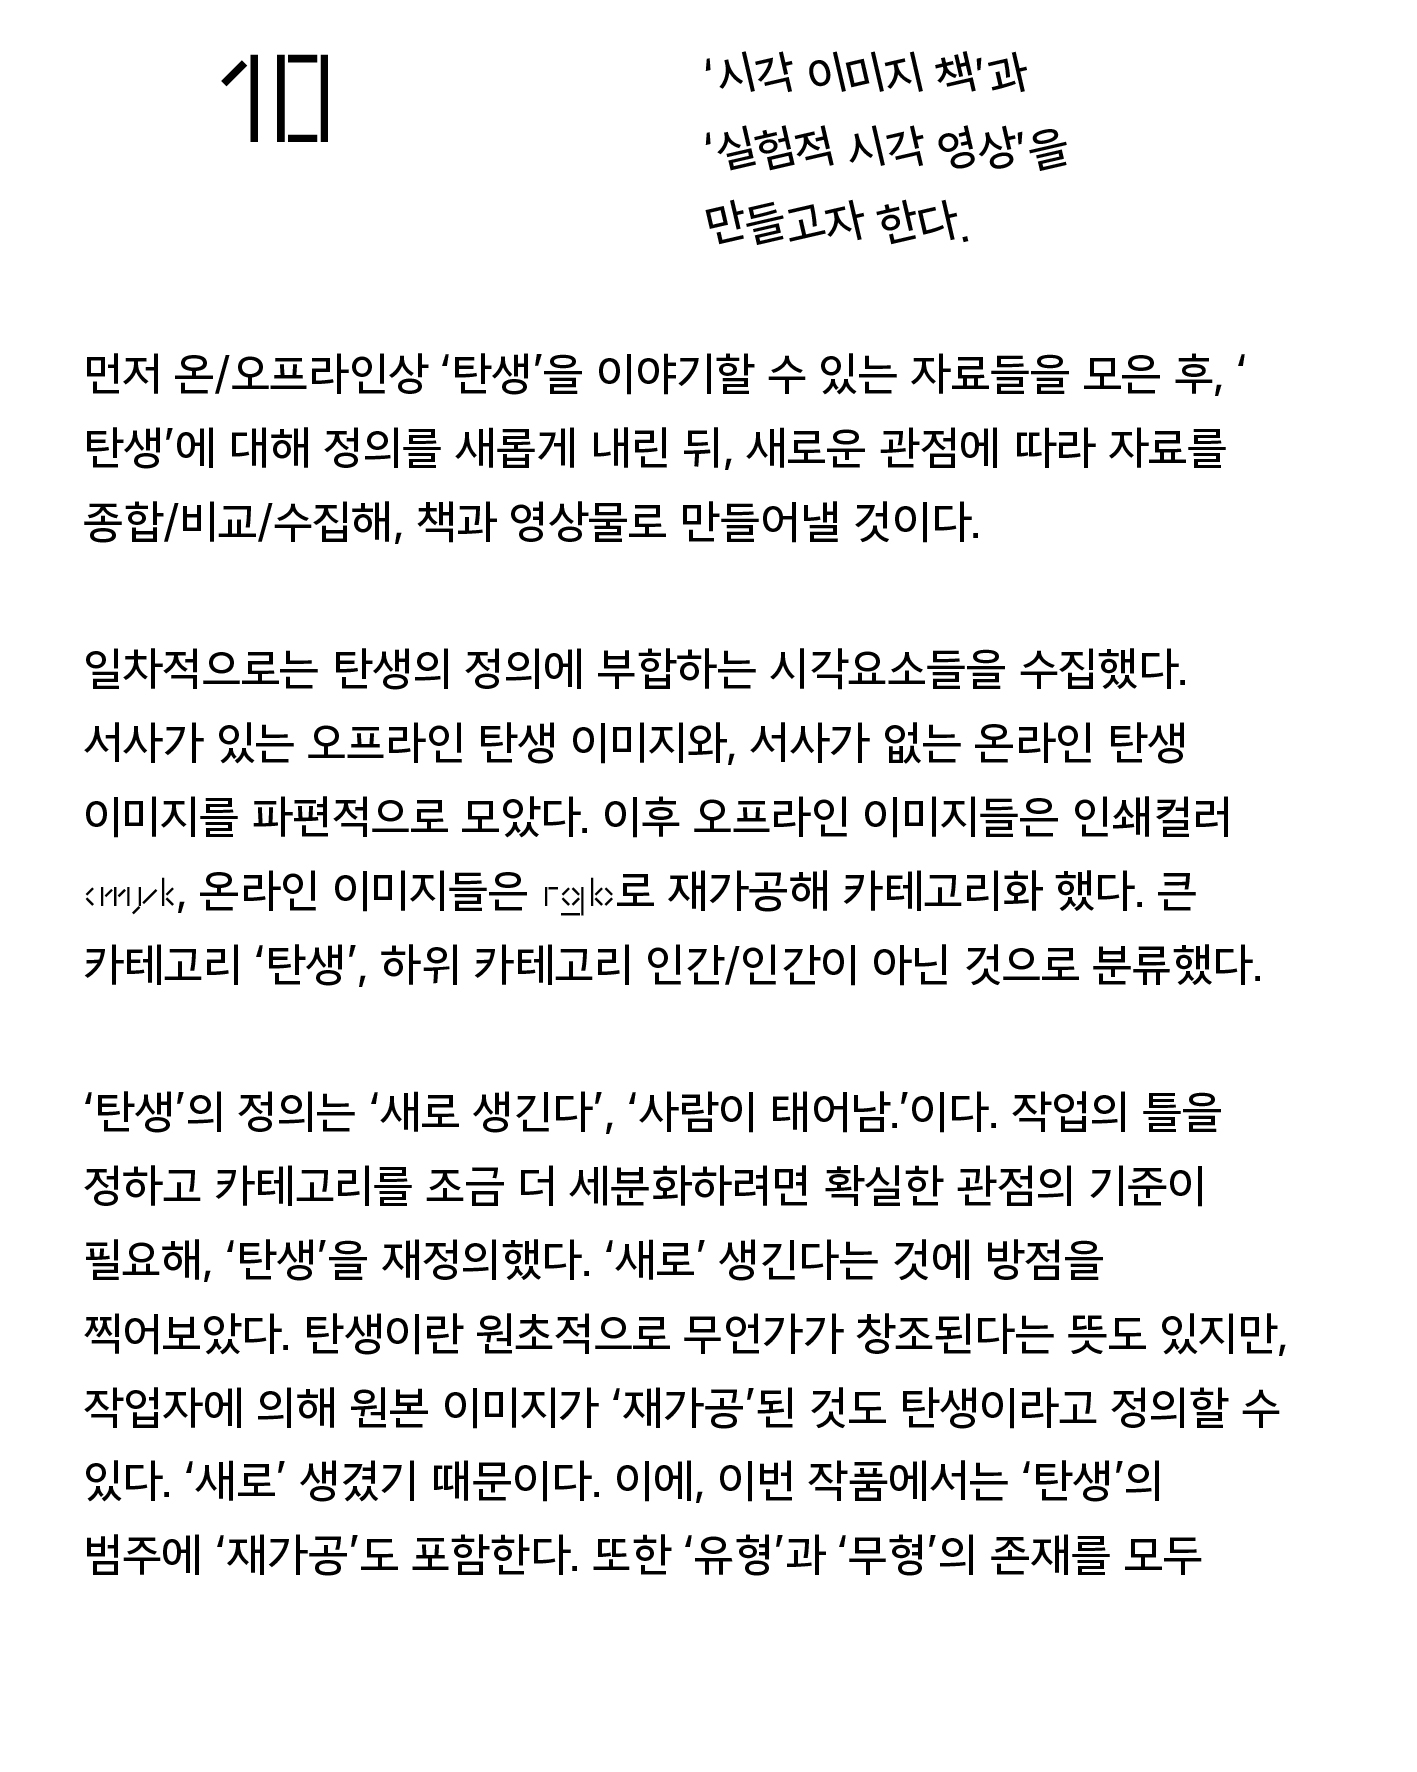 10
‘시각 이미지 책’과
‘실험적 시각 영상’을
만들고자 한다.
먼저 온/오프라인상 ‘탄생’을 이야기할 수 있는 자료들을 모은 후, ‘
탄생’에 대해 정의를 새롭게 내린 뒤, 새로운 관점에 따라 자료를
종합/비교/수집해, 책과 영상물로 만들어낼 것이다.
일차적으로는 탄생의 정의에 부합하는 시각요소들을 수집했다.
서사가 있는 오프라인 탄생 이미지와, 서사가 없는 온라인 탄생
이미지를 파편적으로 모았다. 이후 오프라인 이미지들은 인쇄컬러
cmyk, 온라인 이미지들은 rgb로 재가공해 카테고리화 했다. 큰
카테고리 ‘탄생’, 하위 카테고리 인간/인간이 아닌 것으로 분류했다.
‘탄생’의 정의는 ‘새로 생긴다’, ‘사람이 태어남.’이다. 작업의 틀을
정하고 카테고리를 조금 더 세분화하려면 확실한 관점의 기준이
필요해, ‘탄생’을 재정의했다. ‘새로’ 생긴다는 것에 방점을
찍어보았다. 탄생이란 원초적으로 무언가가 창조된다는 뜻도 있지만,
작업자에 의해 원본 이미지가 ‘재가공’된 것도 탄생이라고 정의할 수
있다. ‘새로’ 생겼기 때문이다. 이에, 이번 작품에서는 ‘탄생’의
범주에 ‘재가공’도 포함한다. 또한 ‘유형’과 ‘무형’의 존재를 모두